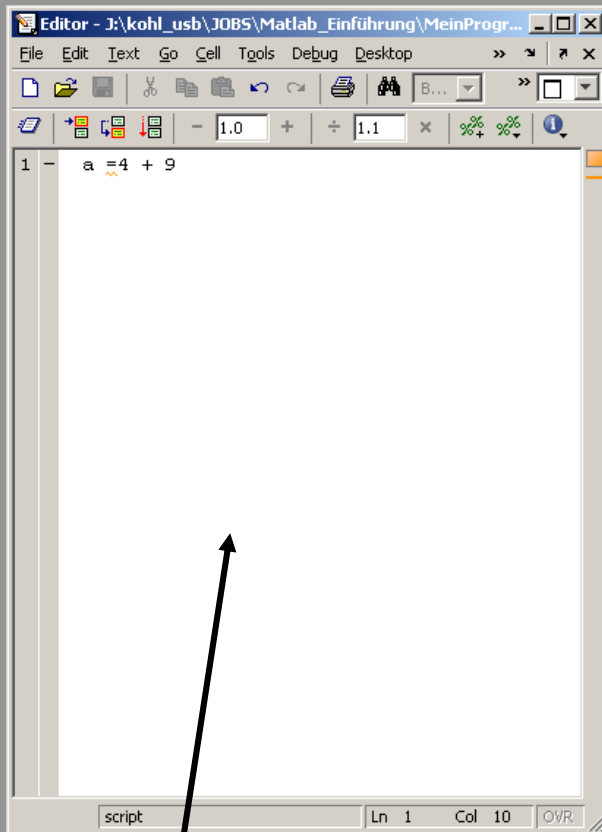 Editor - J:\kohl_usb\JOBS\Matlab_Einführung\MeinProgr...
File Edit Text Go Cell Tools Debug Desktop
B...
1.0 1.1
1 a =4 + 9
script Ln 1 Col 10 OVR